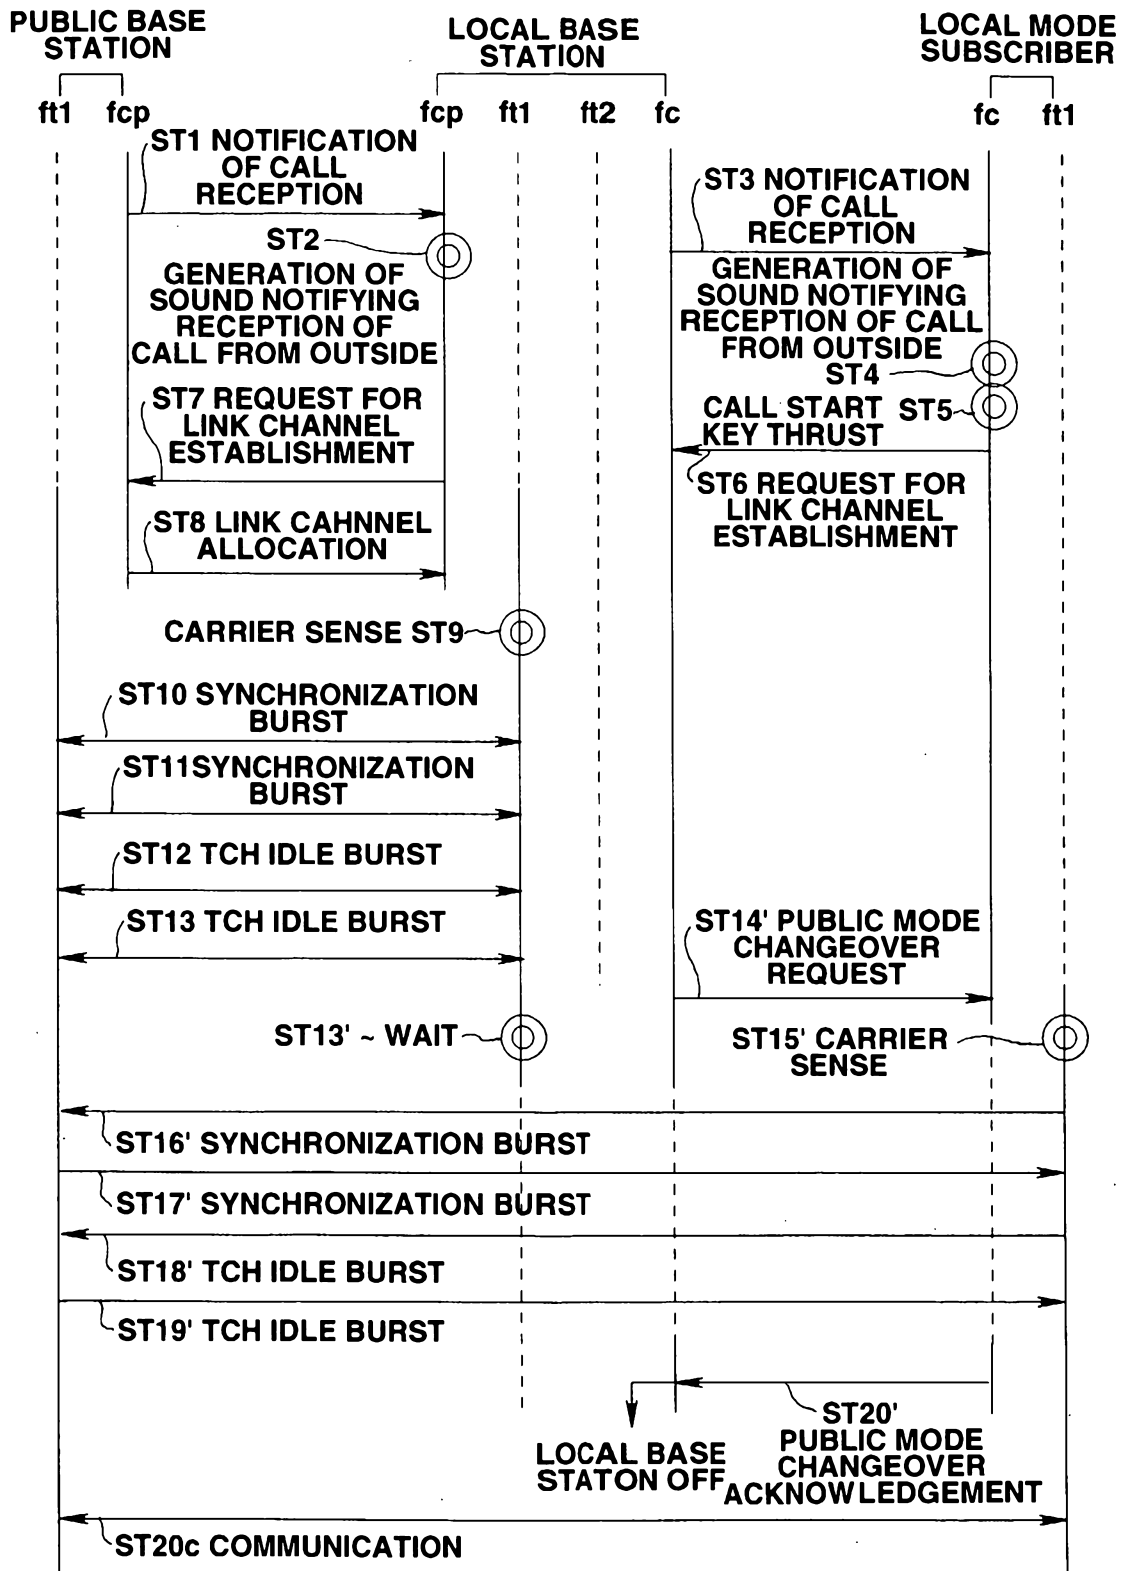 PUBLIC BASE
STATION
LOCAL BASE
STATION
LOCAL MODE
SUBSCRIBER
ft1
fcp
fcp
ft1
ft2
fc
fc
ft1
ST1 NOTIFICATION
OF CALL
RECEPTION
ST3 NOTIFICATION
OF CALL
RECEPTION
ST2
GENERATION OF
SOUND NOTIFYING
RECEPTION OF
CALL FROM OUTSIDE
GENERATION OF
SOUND NOTIFYING
RECEPTION OF CALL
FROM OUTSIDE
ST4
ST7 REQUEST FOR
LINK CHANNEL
ESTABLISHMENT
CALL START
KEY THRUST
ST5
ST6 REQUEST FOR
LINK CHANNEL
ESTABLISHMENT
ST8 LINK CAHNNEL
ALLOCATION
CARRIER SENSE ST9
ST10 SYNCHRONIZATION
BURST
ST11SYNCHRONIZATION
BURST
ST12 TCH IDLE BURST
ST13 TCH IDLE BURST
ST14' PUBLIC MODE
CHANGEOVER
REQUEST
ST13' ~ WAIT
ST15' CARRIER
SENSE
ST16' SYNCHRONIZATION BURST
ST17' SYNCHRONIZATION BURST
ST18' TCH IDLE BURST
ST19' TCH IDLE BURST
ST20'
PUBLIC MODE
CHANGEOVER
ACKNOWLEDGEMENT
LOCAL BASE
STATON OFF
ST20c COMMUNICATION